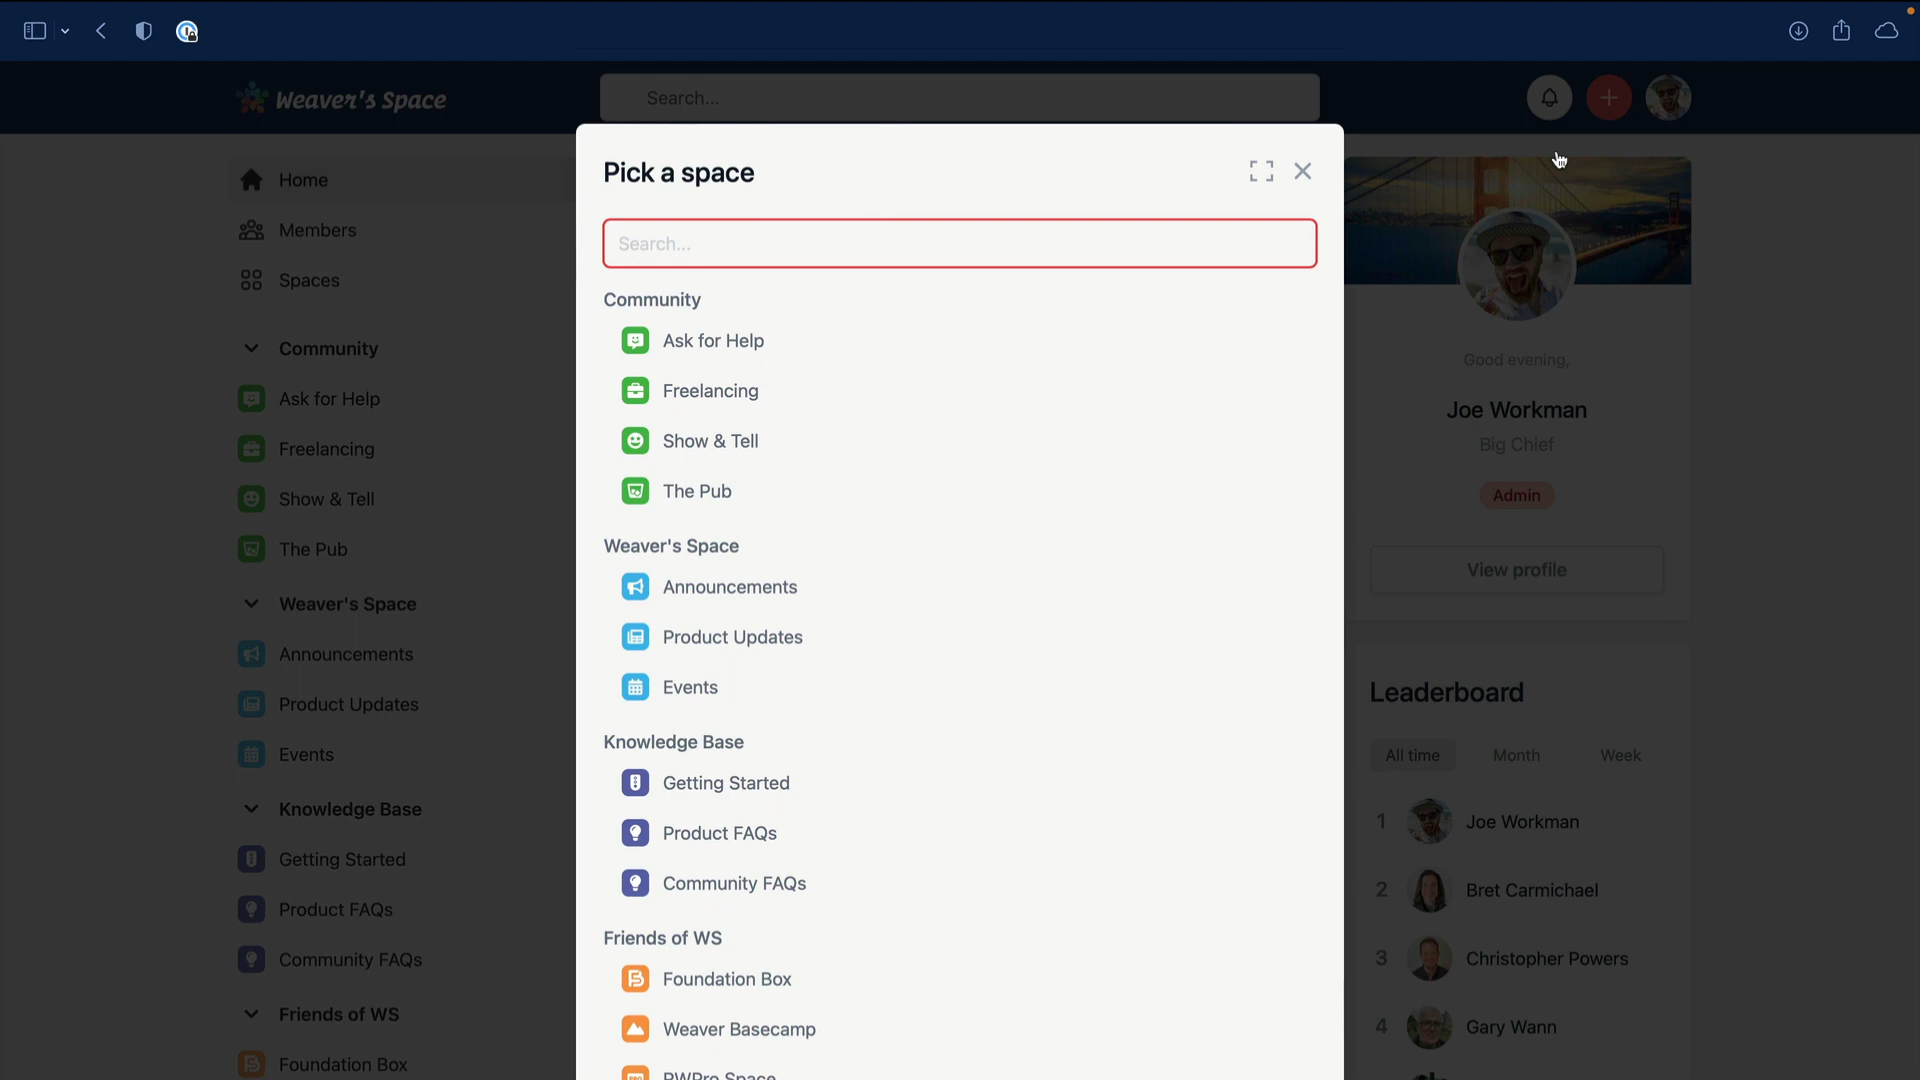 Weaver's Space
Search...
Home
Members
Spaces
Community
Ask for Help
Freelancing
Show & Tell
The Pub
Weaver's Space
Announcements
Product Updates
Events
Knowledge Base
Getting Started
Product FAQs
Community FAQs
Friends of WS
Foundation Box
Pick a space
Search...
Community
Ask for Help
Freelancing
Show & Tell
The Pub
Weaver's Space
Announcements
Product Updates
Events
Knowledge Base
Getting Started
Product FAQs
Community FAQs
Friends of WS
Foundation Box
Weaver Basecamp
RWPro Space
Good evening,
Joe Workman
Big Chief
Admin
View profile
Leaderboard
All time Month Week
1 Joe Workman
2 Bret Carmichael
3 Christopher Powers
4 Gary Wann